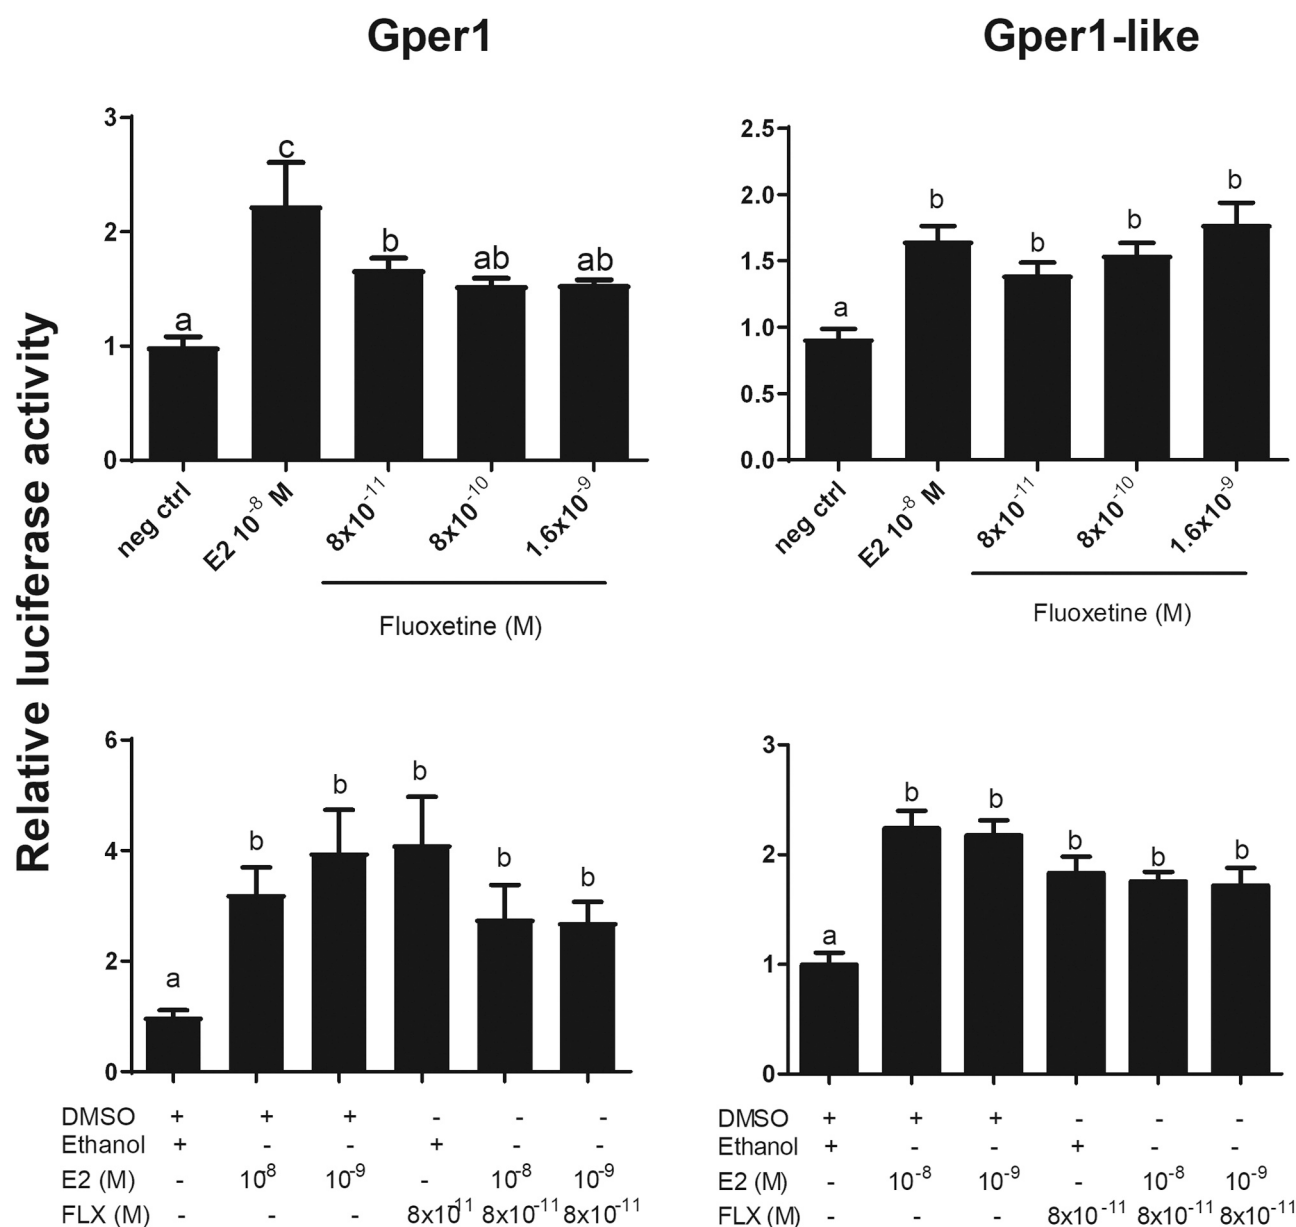 Gper1
Gper1-like
Relative luciferase activity
3
2
1
0
c
b
ab
ab
a
neg ctrl
E2 10⁻⁸ M
8x10⁻¹¹
8x10⁻¹⁰
1.6x10⁻⁹
Fluoxetine (M)
2.5
2.0
1.5
1.0
0.5
0.0
b
b
b
b
a
neg ctrl
E2 10⁻⁸ M
8x10⁻¹¹
8x10⁻¹⁰
1.6x10⁻⁹
Fluoxetine (M)
6
4
2
0
a
b
b
b
b
b
DMSO + + + - - -
Ethanol + - - + - -
E2 (M) - 10⁸ 10⁻⁹ - 10⁻⁸ 10⁻⁹
FLX (M) - - - 8x10⁻¹¹ 8x10⁻¹¹ 8x10⁻¹¹
3
2
1
0
a
b
b
b
b
b
DMSO + + + - - -
Ethanol + - - + - -
E2 (M) - 10⁻⁸ 10⁻⁹ - 10⁻⁸ 10⁻⁹
FLX (M) - - - 8x10⁻¹¹ 8x10⁻¹¹ 8x10⁻¹¹